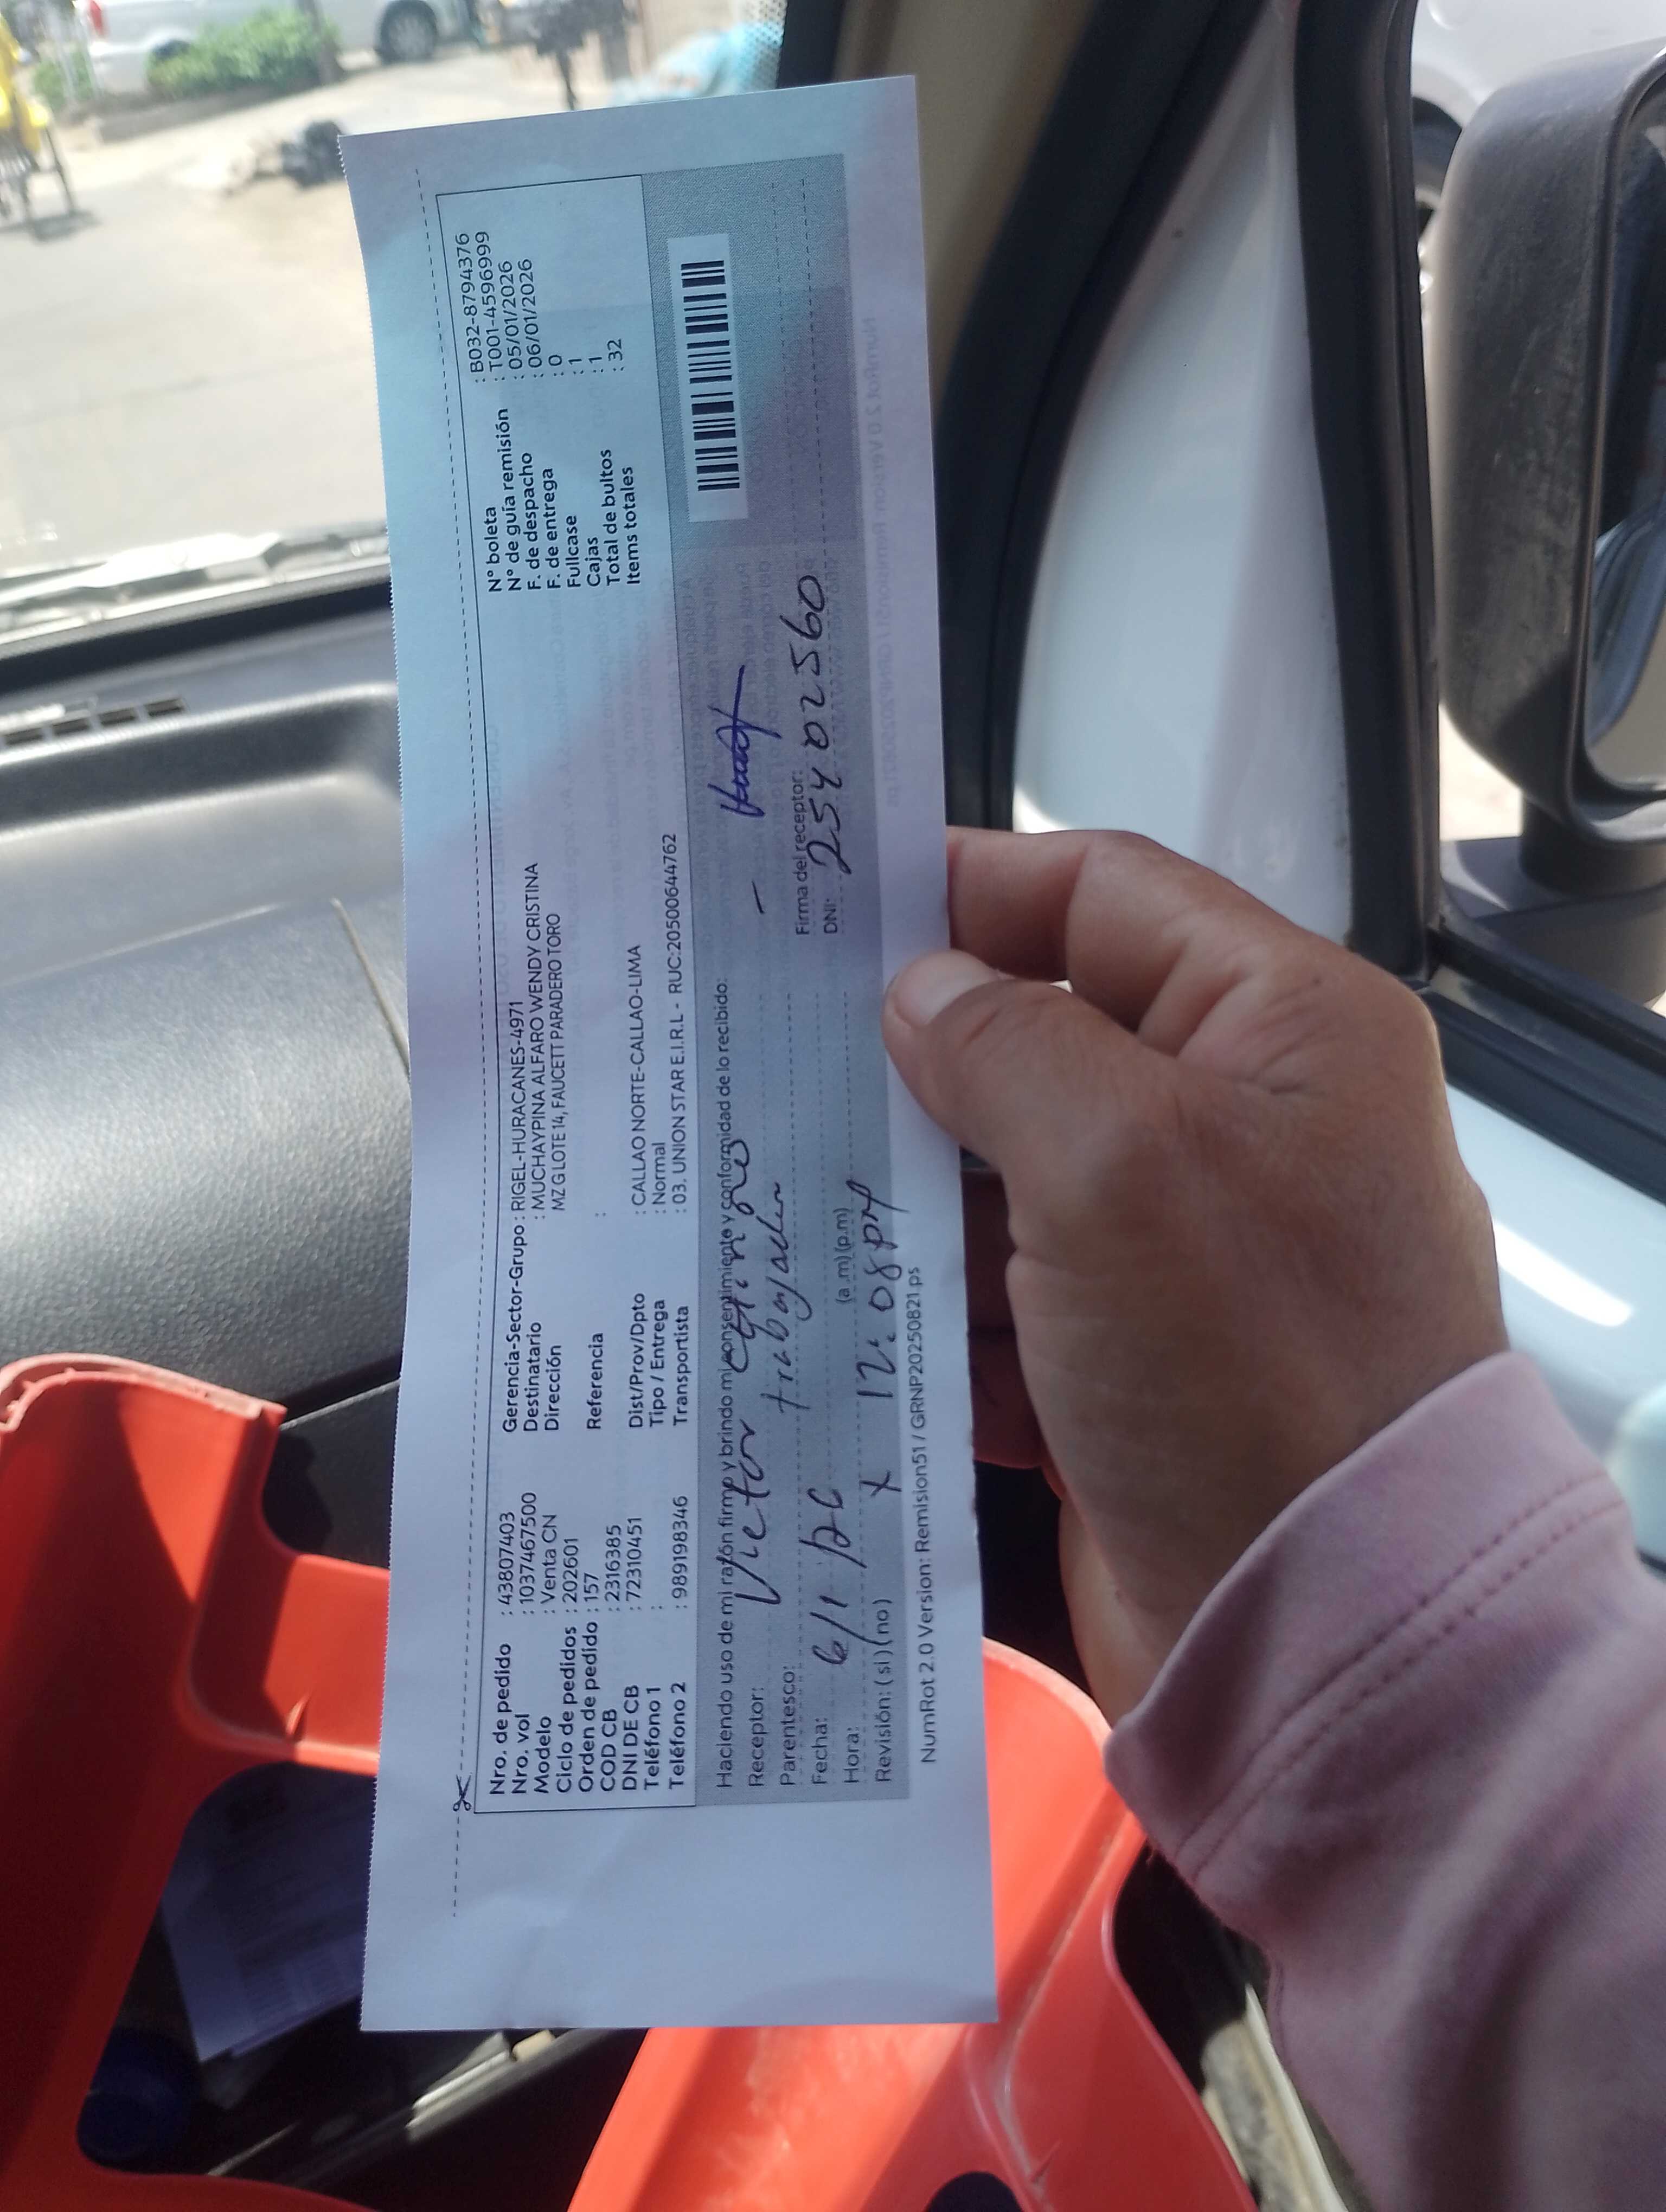 Nro. de pedido : 43807403
Nro. vol : 1037467500
Modelo : Venta CN
Ciclo de pedidos : 202601
Orden de pedido : 157
COD CB : 2316385
DNI DE CB : 72310451
Teléfono 1 :
Teléfono 2 : 989198346
Gerencia-Sector-Grupo : RIGEL-HURACANES-4971
Destinatario : MUCHAYPINA ALFARO WENDY CRISTINA
Dirección MZ G LOTE 14, FAUCETT PARADERO TORO
Referencia :
Dist/Prov/Dpto : CALLAO NORTE-CALLAO-LIMA
Tipo / Entrega : Normal
Transportista : 03. UNION STAR E.I.R.L - RUC:20500644762
N° boleta : B032-8794376
N° de guía remisión : T001-4596999
F. de despacho : 05/01/2026
F. de entrega : 06/01/2026
Fullcase : 0
Cajas : 1
Total de bultos : 1
Items totales : 32
Haciendo uso de mi razón firmo y brindo mi consentimiento y conformidad de lo recibido:
Receptor: Victor
Parentesco: trabajador
Fecha: 6/1/26
Hora: (a.m)(p.m)
Revisión: (si)(no) x 12:08 pm
Firma del receptor:
DNI: 25402560
NumRot 2.0 Version: Remision51 / GRNP20250821.ps